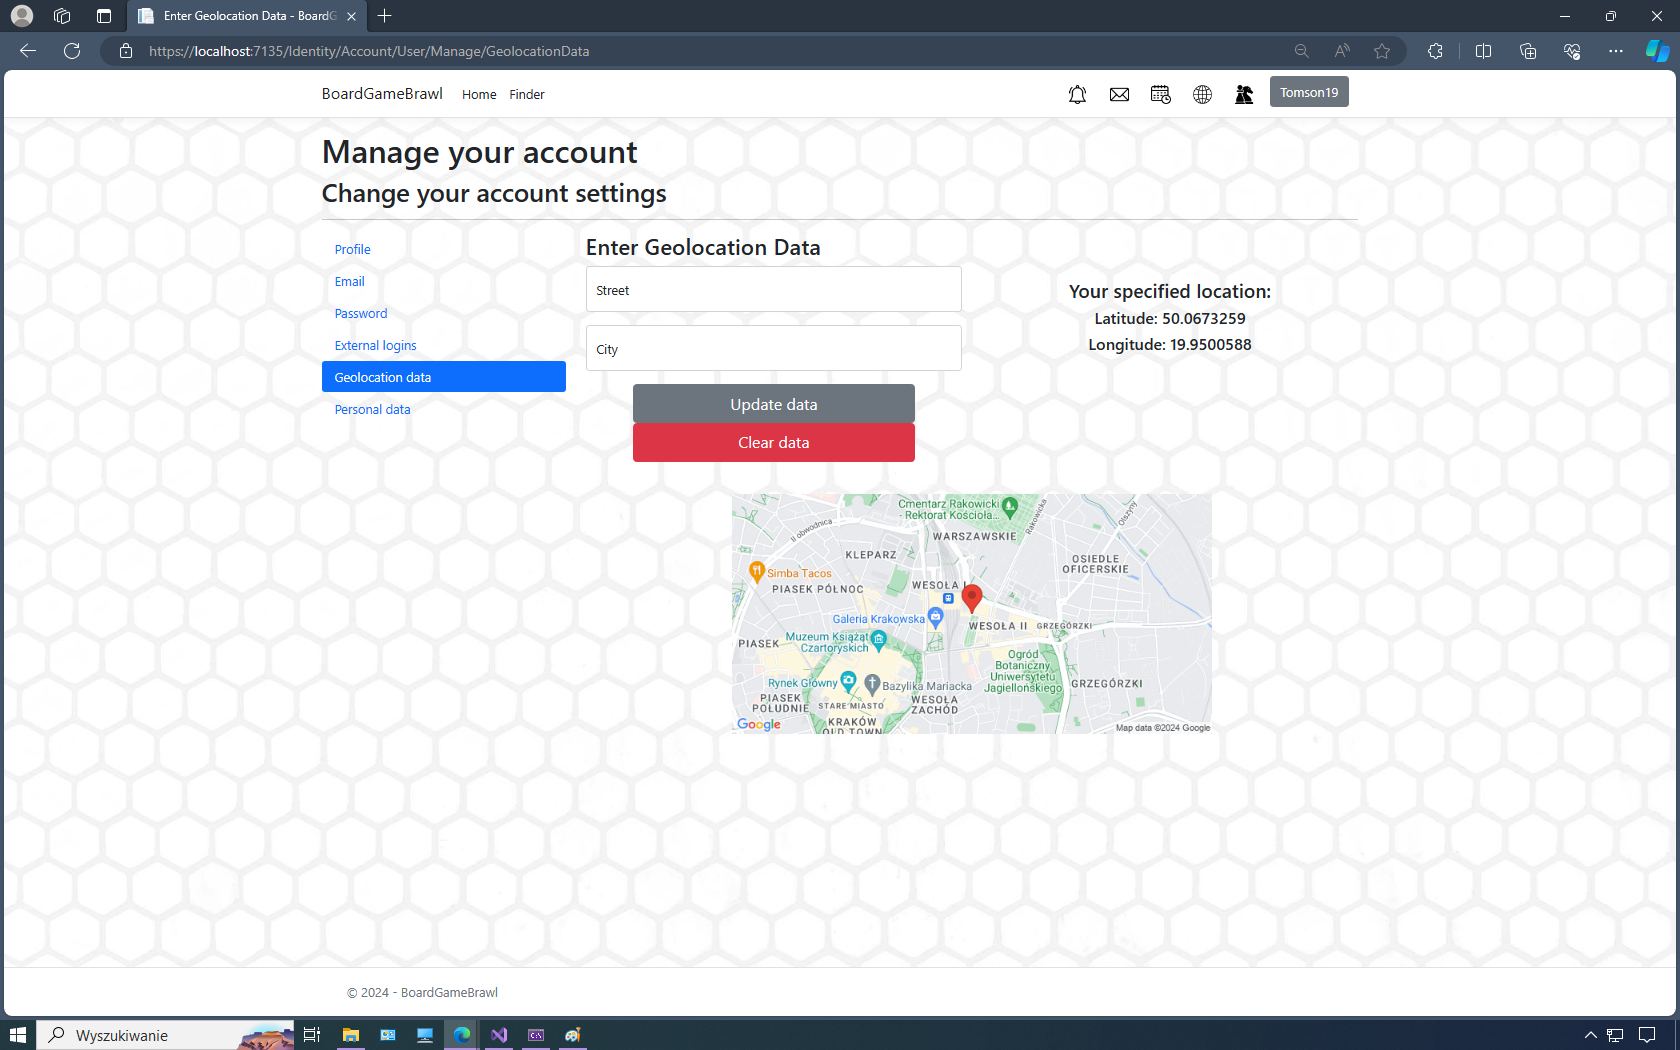 Enter Geolocation Data - BoardG
https://localhost:7135/Identity/Account/User/Manage/GeolocationData
BoardGameBrawl Home Finder Tomson19
Manage your account
Change your account settings
Profile
Email
Password
External logins
Geolocation data
Personal data
Enter Geolocation Data
Street
City
Update data
Clear data
Your specified location:
Latitude: 50.0673259
Longitude: 19.9500588
Cmentarz Rakowicki
- Rektorat Kościoła...
Rakowicka
Olszyny
II obwodnica
WARSZAWSKIE
KLEPARZ
OSIEDLE
OFICERSKIE
Simba Tacos
PIASEK PÓŁNOC
WESOŁA I
Galeria Krakowska
WESOŁA II
GRZEGÓRZKI
Muzeum Książąt
Czartoryskich
PIASEK
Ogród
Botaniczny
Uniwersytetu
Jagiellońskiego
GRZEGÓRZKI
Rynek Główny
Bazylika Mariacka
PIASEK
POŁUDNIE
STARE MIASTO
WESOŁA
ZACHÓD
KRAKÓW
OLD TOWN
Google
Map data ©2024 Google
© 2024 - BoardGameBrawl
Wyszukiwanie